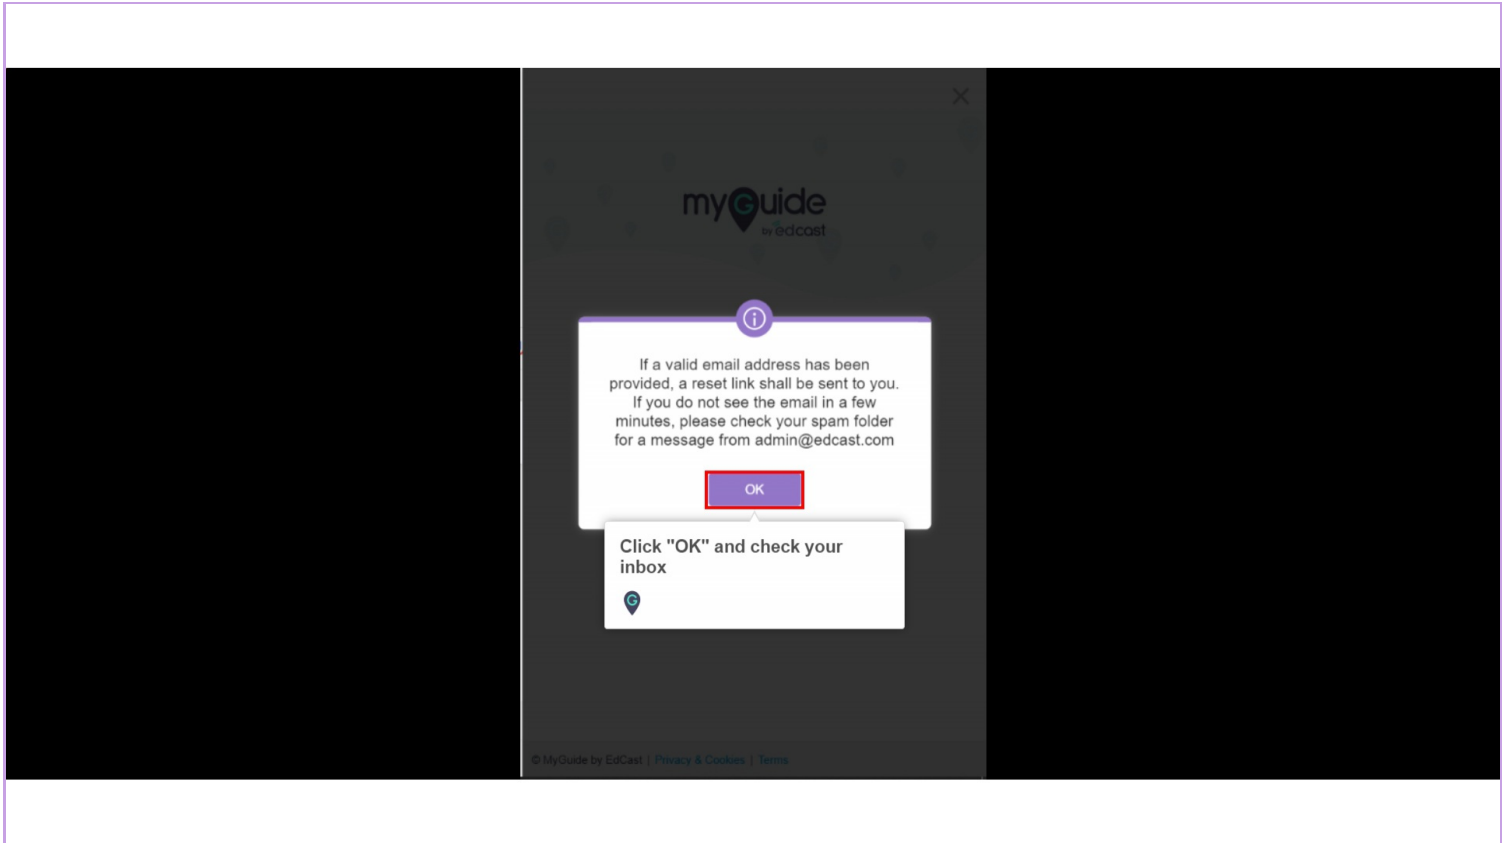 myGuide
by edcast
If a valid email address has been
provided, a reset link shall be sent to you.
If you do not see the email in a few
minutes, please check your spam folder
for a message from admin@edcast.com
OK
Click "OK" and check your
inbox
G
© MyGuide by EdCast | Privacy & Cookies | Terms